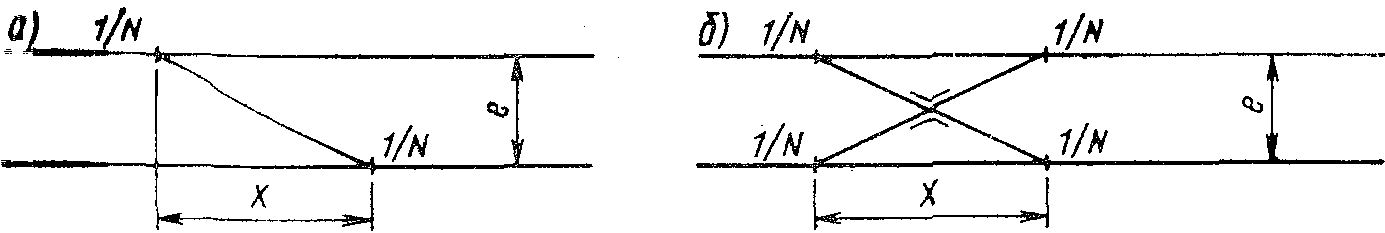 а) 1/N
1/N
e
X
б) 1/N 1/N
1/N 1/N
e
X